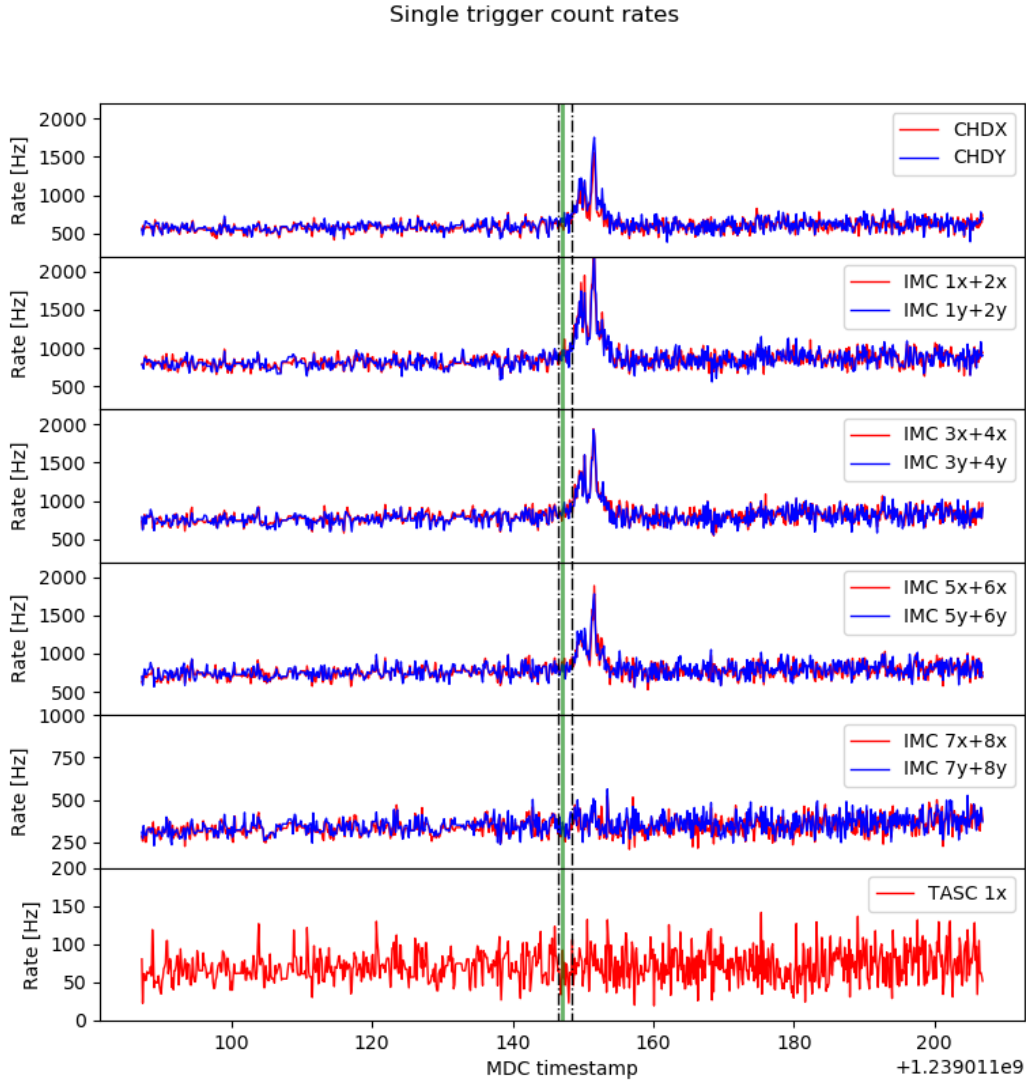 Single trigger count rates
2000
1500
1000
500
Rate [Hz]
CHDX
CHDY
2000
1500
1000
500
Rate [Hz]
IMC 1x+2x
IMC 1y+2y
2000
1500
1000
500
Rate [Hz]
IMC 3x+4x
IMC 3y+4y
2000
1500
1000
500
Rate [Hz]
IMC 5x+6x
IMC 5y+6y
1000
750
500
250
Rate [Hz]
IMC 7x+8x
IMC 7y+8y
200
150
100
50
0
Rate [Hz]
TASC 1x
100
120
140
160
180
200
MDC timestamp
+1.239011e9